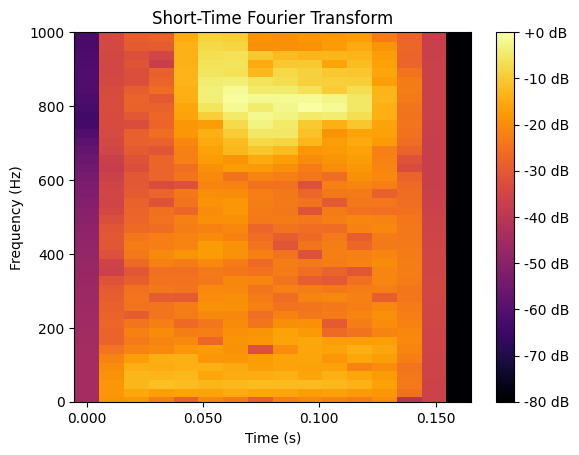 Short-Time Fourier Transform
1000
800
600
400
200
0
Frequency (Hz)
0.000
0.050
0.100
0.150
Time (s)
+0 dB
-10 dB
-20 dB
-30 dB
-40 dB
-50 dB
-60 dB
-70 dB
-80 dB